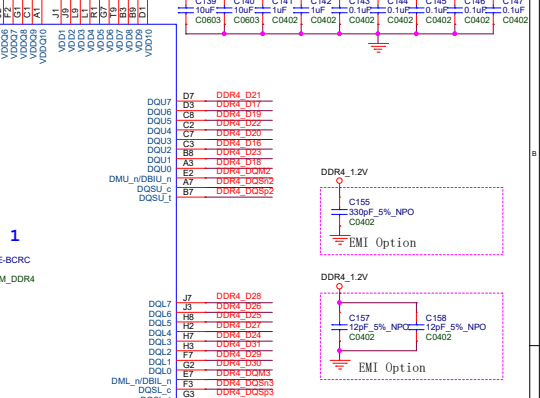 C139 C140 C141 C142 C143 C144 C145 C146 C147
10uF 10uF 1uF 1uF 0.1uF 0.1uF 0.1uF 0.1uF 0.1uF
C0603 C0603 C0402 C0402 C0402 C0402 C0402 C0402 C0402
F2 G1 C1 A1 J1 J9 L9 L1 R1 G7 T9 B3 B9 D1
VDDQ6 VDDQ7 VDDQ8 VDDQ9 VDDQ10 VDD1 VDD2 VDD3 VDD4 VDD5 VDD6 VDD7 VDD8 VDD9 VDD10
DQU7 D7 DDR4_D21
DQU6 D3 DDR4_D17
DQU5 C8 DDR4_D19
DQU4 C2 DDR4_D22
DQU3 C7 DDR4_D20
DQU2 C3 DDR4_D16
DQU1 B8 DDR4_D23
DQU0 A3 DDR4_D18
DMU_n/DBIU_n E2 DDR4_DQM2
DQSU_c A7 DDR4_DQSn2
DQSU_t B7 DDR4_DQSp2
B
DDR4_1.2V
C155
330pF_5%_NPO
C0402
EMI Option
1
E-BCRC
M_DDR4
DDR4_1.2V
DQL7 J7 DDR4_D28
DQL6 J3 DDR4_D26
DQL5 H8 DDR4_D25
DQL4 H2 DDR4_D27
DQL3 H7 DDR4_D24
DQL2 H3 DDR4_D31
DQL1 F7 DDR4_D29
DQL0 G2 DDR4_D30
DML_n/DBIL_n E7 DDR4_DQM3
DQSL_c F3 DDR4_DQSn3
G3 DDR4_DQSp3
C157 C158
12pF_5%_NPO 12pF_5%_NPO
C0402 C0402
EMI Option